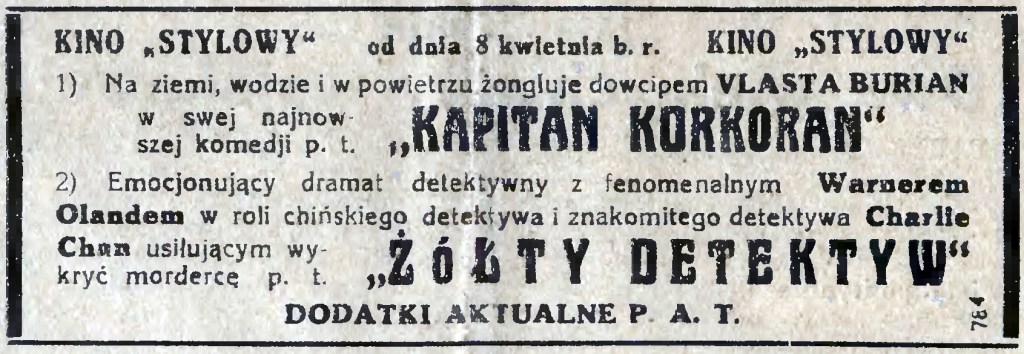 KINO „STYLOWY“ od dnia 8 kwietnia b. r. KINO „STYLOWY“
1) Na ziemi, wodzie i w powietrzu żongluje dowcipem VLASTA BURIAN
w swej najnow-
szej komedji p. t. „KAPITAN KORKORAN“
2) Emocjonujący dramat detektywny z fenomenalnym Warnerem
Olandem w roli chińskiego detektywa i znakomitego detektywa Charlie
Chan usiłującym wy-
kryć mordercę p. t. „ŻÓŁTY DETEKTYW“
DODATKI AKTUALNE P. A. T.
784